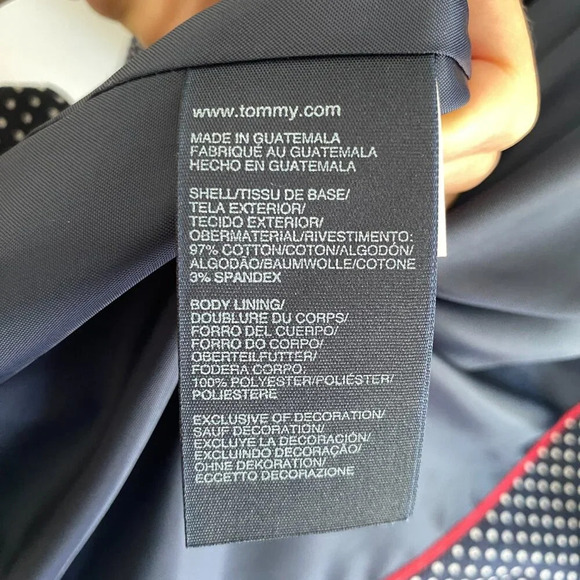 www.tommy.com
MADE IN GUATEMALA
FABRIQUÉ AU GUATEMALA
HECHO EN GUATEMALA
SHELL/TISSU DE BASE/
TELA EXTERIOR/
TECIDO EXTERIOR/
OBERMATERIAL/RIVESTIMENTO:
97% COTTON/COTON/ALGODÓN/
ALGODÃO/BAUMWOLLE/COTONE
3% SPANDEX
BODY LINING/
DOUBLURE DU CORPS/
FORRO DEL CUERPO/
FORRO DO CORPO/
OBERTEILFUTTER/
FODERA CORPO:
100% POLYESTER/POLIÉSTER/
POLIESTERE
EXCLUSIVE OF DECORATION/
SAUF DECORATION/
EXCLUYE LA DECORACIÓN/
EXCLUINDO DECORAÇÃO/
OHNE DEKORATION/
ECCETTO DECORAZIONE